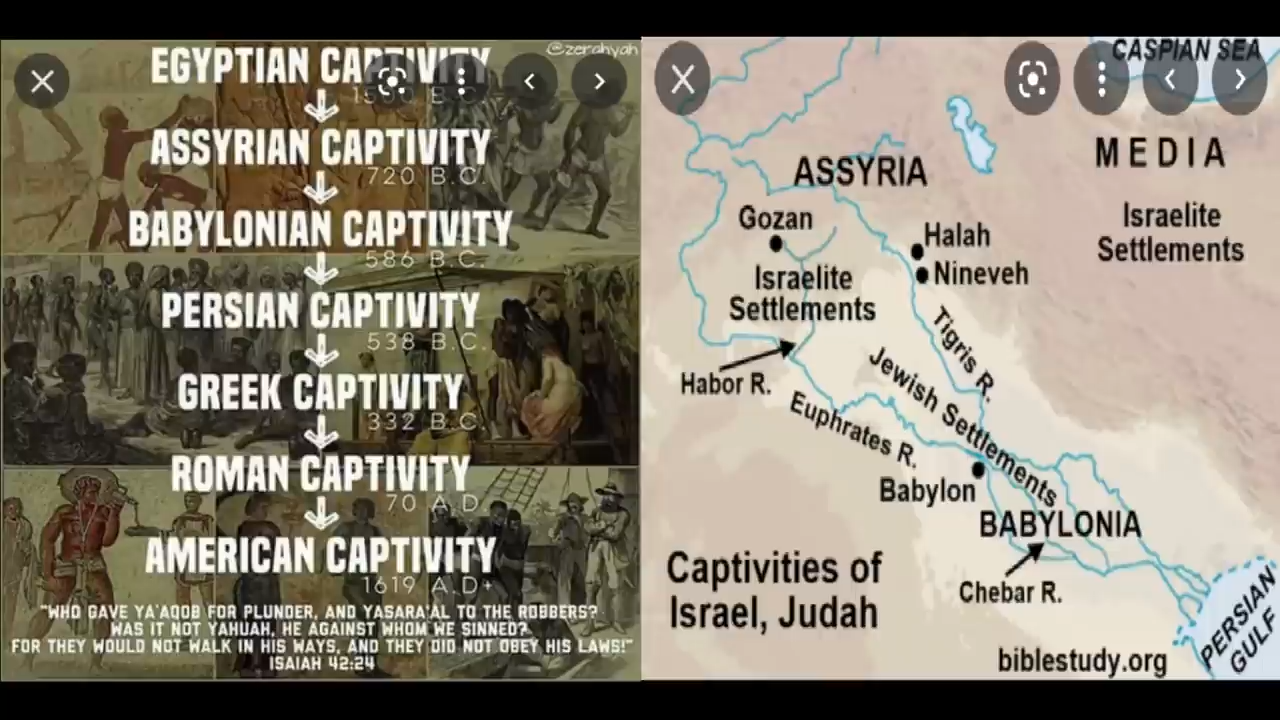 @zerahyah
EGYPTIAN CAPTIVITY
B.C.
ASSYRIAN CAPTIVITY
720 B.C.
BABYLONIAN CAPTIVITY
586 B.C.
PERSIAN CAPTIVITY
538 B.C.
GREEK CAPTIVITY
332 B.C.
ROMAN CAPTIVITY
70 A.D.
AMERICAN CAPTIVITY
1619 A.D+
"WHO GAVE YA'AQOB FOR PLUNDER, AND YASARA'AL TO THE ROBBERS?
WAS IT NOT YAHUAH, HE AGAINST WHOM WE SINNED?
FOR THEY WOULD NOT WALK IN HIS WAYS, AND THEY DID NOT OBEY HIS LAWS!"
ISAIAH 42:24
CASPIAN SEA
MEDIA
ASSYRIA
Israelite
Settlements
Gozan
Halah
Nineveh
Israelite
Settlements
Tigris R.
Habor R.
Jewish Settlements
Euphrates R.
Babylon
BABYLONIA
Chebar R.
Captivities of
Israel, Judah
PERSIAN
GULF
biblestudy.org